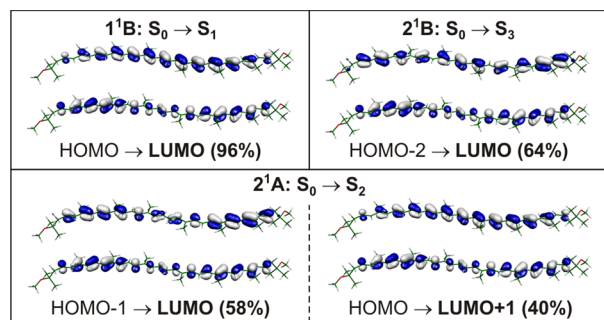 1¹B: S₀ → S₁
HOMO → LUMO (96%)
2¹B: S₀ → S₃
HOMO-2 → LUMO (64%)
2¹A: S₀ → S₂
HOMO-1 → LUMO (58%)
HOMO → LUMO+1 (40%)